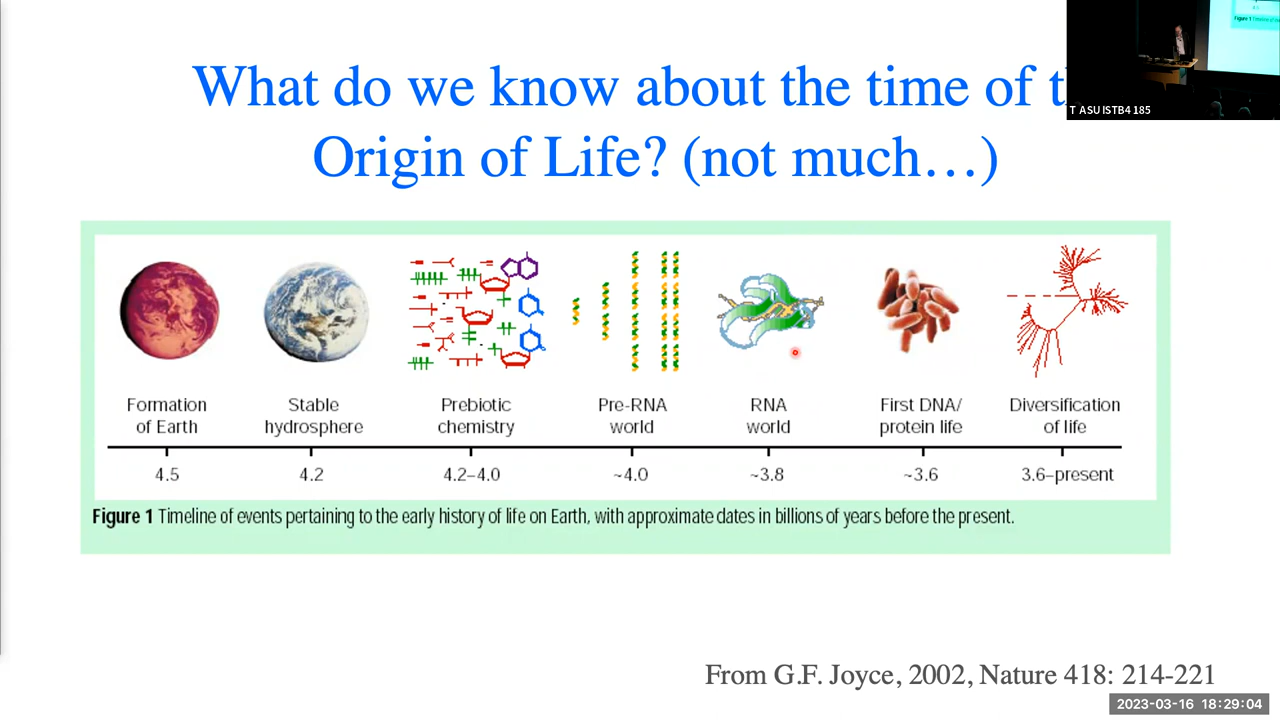 What do we know about the time of t
Origin of Life? (not much…)
T ASU ISTB4 185
Formation
of Earth
Stable
hydrosphere
Prebiotic
chemistry
Pre-RNA
world
RNA
world
First DNA/
protein life
Diversification
of life
4.5
4.2
4.2–4.0
~4.0
~3.8
~3.6
3.6–present
Figure 1 Timeline of events pertaining to the early history of life on Earth, with approximate dates in billions of years before the present.
From G.F. Joyce, 2002, Nature 418: 214-221
2023-03-16 18:29:04